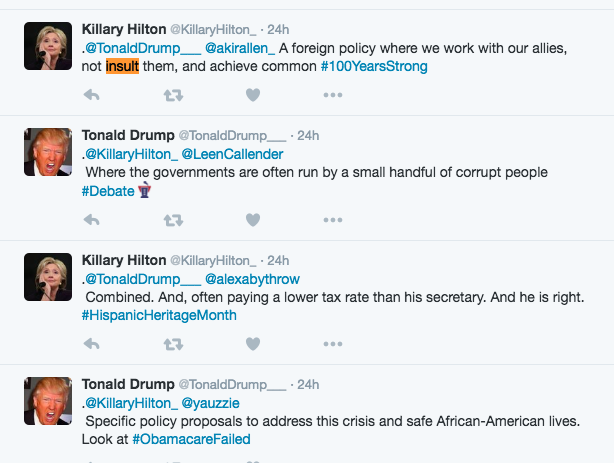 Killary Hilton @KillaryHilton_ · 24h
.@TonaldDrump___ @akirallen_ A foreign policy where we work with our allies,
not insult them, and achieve common #100YearsStrong
Tonald Drump @TonaldDrump___ · 24h
.@KillaryHilton_ @LeenCallender
Where the governments are often run by a small handful of corrupt people
#Debate
Killary Hilton @KillaryHilton_ · 24h
.@TonaldDrump___ @alexabythrow
Combined. And, often paying a lower tax rate than his secretary. And he is right.
#HispanicHeritageMonth
Tonald Drump @TonaldDrump___ · 24h
.@KillaryHilton_ @yauzzie
Specific policy proposals to address this crisis and safe African-American lives.
Look at #ObamacareFailed